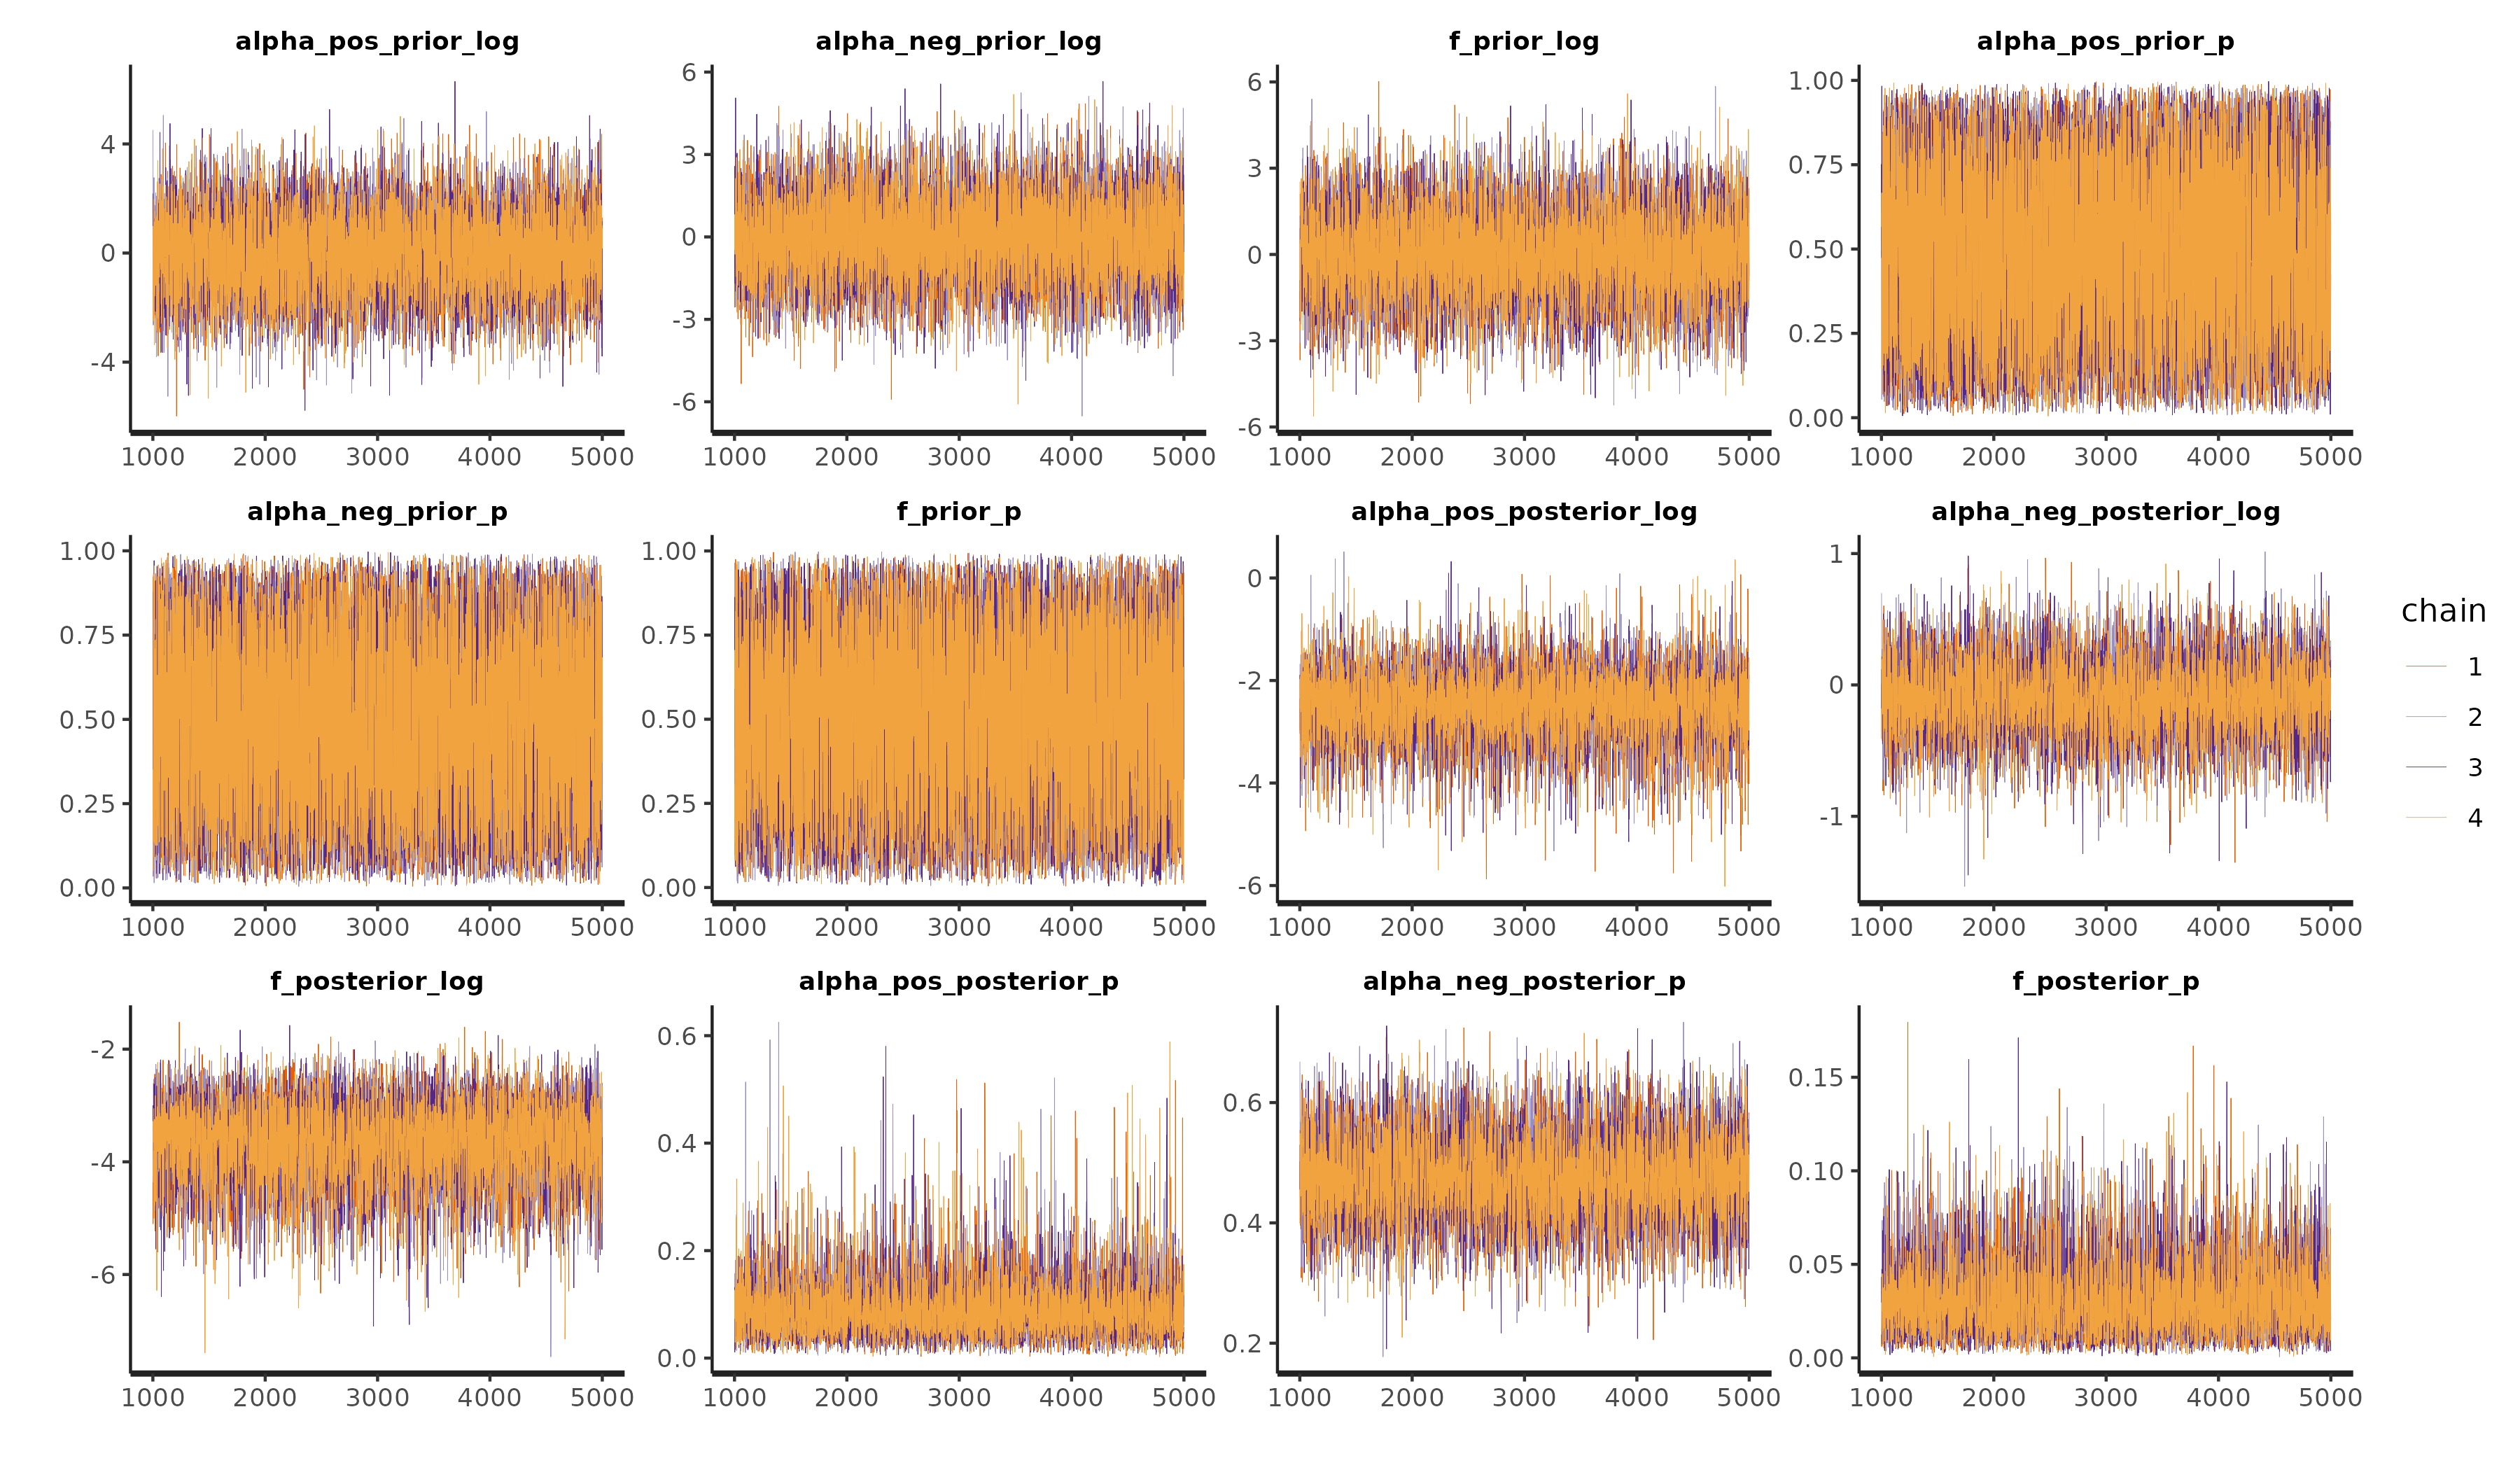 alpha_pos_prior_log
alpha_neg_prior_log
f_prior_log
alpha_pos_prior_p
4
0
-4
1000 2000 3000 4000 5000
6
3
0
-3
-6
1000 2000 3000 4000 5000
6
3
0
-3
-6
1000 2000 3000 4000 5000
1.00
0.75
0.50
0.25
0.00
1000 2000 3000 4000 5000
alpha_neg_prior_p
f_prior_p
alpha_pos_posterior_log
alpha_neg_posterior_log
1.00
0.75
0.50
0.25
0.00
1000 2000 3000 4000 5000
1.00
0.75
0.50
0.25
0.00
1000 2000 3000 4000 5000
0
-2
-4
-6
1000 2000 3000 4000 5000
1
0
-1
1000 2000 3000 4000 5000
f_posterior_log
alpha_pos_posterior_p
alpha_neg_posterior_p
f_posterior_p
-2
-4
-6
1000 2000 3000 4000 5000
0.6
0.4
0.2
0.0
1000 2000 3000 4000 5000
0.6
0.4
0.2
1000 2000 3000 4000 5000
0.15
0.10
0.05
0.00
1000 2000 3000 4000 5000
chain
1
2
3
4